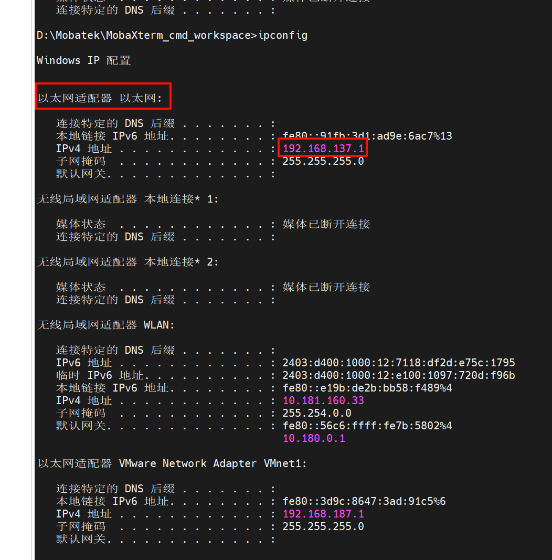 连接特定的 DNS 后缀 . . . . . . . :
D:\Mobatek\MobaXterm_cmd_workspace>ipconfig
Windows IP 配置
以太网适配器 以太网:
连接特定的 DNS 后缀 . . . . . . . :
本地链接 IPv6 地址. . . . . . . . : fe80::91fb:3d1:ad9e:6ac7%13
IPv4 地址 . . . . . . . . . . . . : 192.168.137.1
子网掩码 . . . . . . . . . . . . : 255.255.255.0
默认网关. . . . . . . . . . . . . :
无线局域网适配器 本地连接* 1:
媒体状态 . . . . . . . . . . . . : 媒体已断开连接
连接特定的 DNS 后缀 . . . . . . . :
无线局域网适配器 本地连接* 2:
媒体状态 . . . . . . . . . . . . : 媒体已断开连接
连接特定的 DNS 后缀 . . . . . . . :
无线局域网适配器 WLAN:
连接特定的 DNS 后缀 . . . . . . . :
IPv6 地址 . . . . . . . . . . . . : 2403:d400:1000:12:7118:df2d:e75c:1795
临时 IPv6 地址. . . . . . . . . . : 2403:d400:1000:12:e100:1097:720d:f96b
本地链接 IPv6 地址. . . . . . . . : fe80::e19b:de2b:bb58:f489%4
IPv4 地址 . . . . . . . . . . . . : 10.181.160.33
子网掩码 . . . . . . . . . . . . : 255.254.0.0
默认网关. . . . . . . . . . . . . : fe80::56c6:ffff:fe7b:5802%4
10.180.0.1
以太网适配器 VMware Network Adapter VMnet1:
连接特定的 DNS 后缀 . . . . . . . :
本地链接 IPv6 地址. . . . . . . . : fe80::3d9c:8647:3ad:91c5%6
IPv4 地址 . . . . . . . . . . . . : 192.168.187.1
子网掩码 . . . . . . . . . . . . : 255.255.255.0
默认网关. . . . . . . . . . . . . :